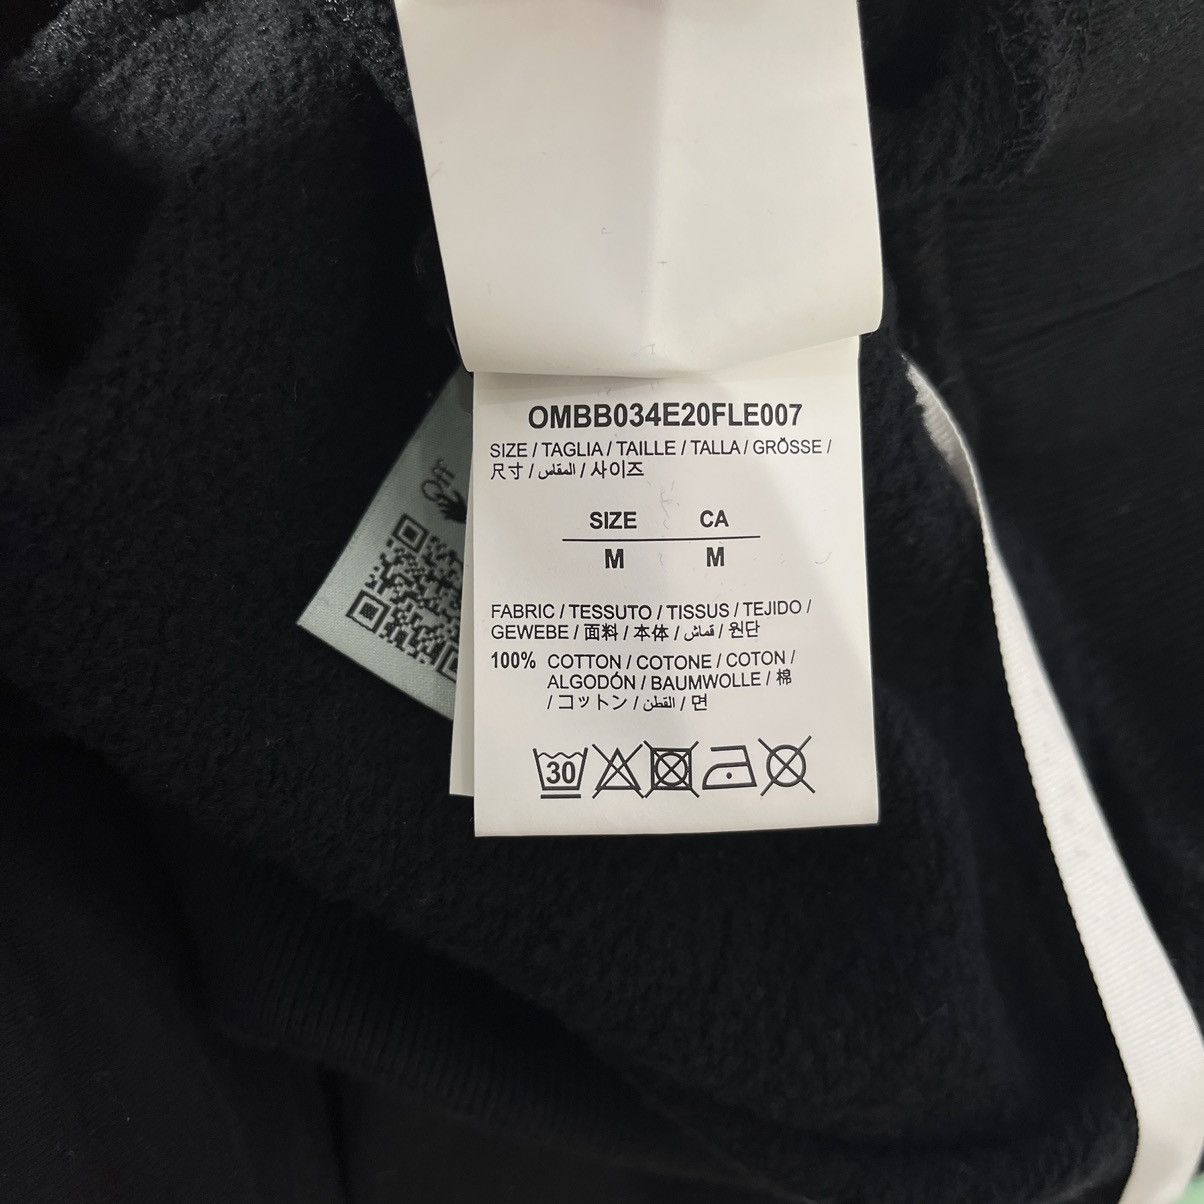 OMBB034E20FLE007
SIZE / TAGLIA / TAILLE / TALLA / GRÖSSE /
尺寸 / المقاس / 사이즈
SIZE CA
M M
FABRIC / TESSUTO / TISSUS / TEJIDO /
GEWEBE / 面料 / 本体 / قماش / 원단
100% COTTON / COTONE / COTON /
ALGODÓN / BAUMWOLLE / 棉
/ コットン / القطن / 면
30
Off